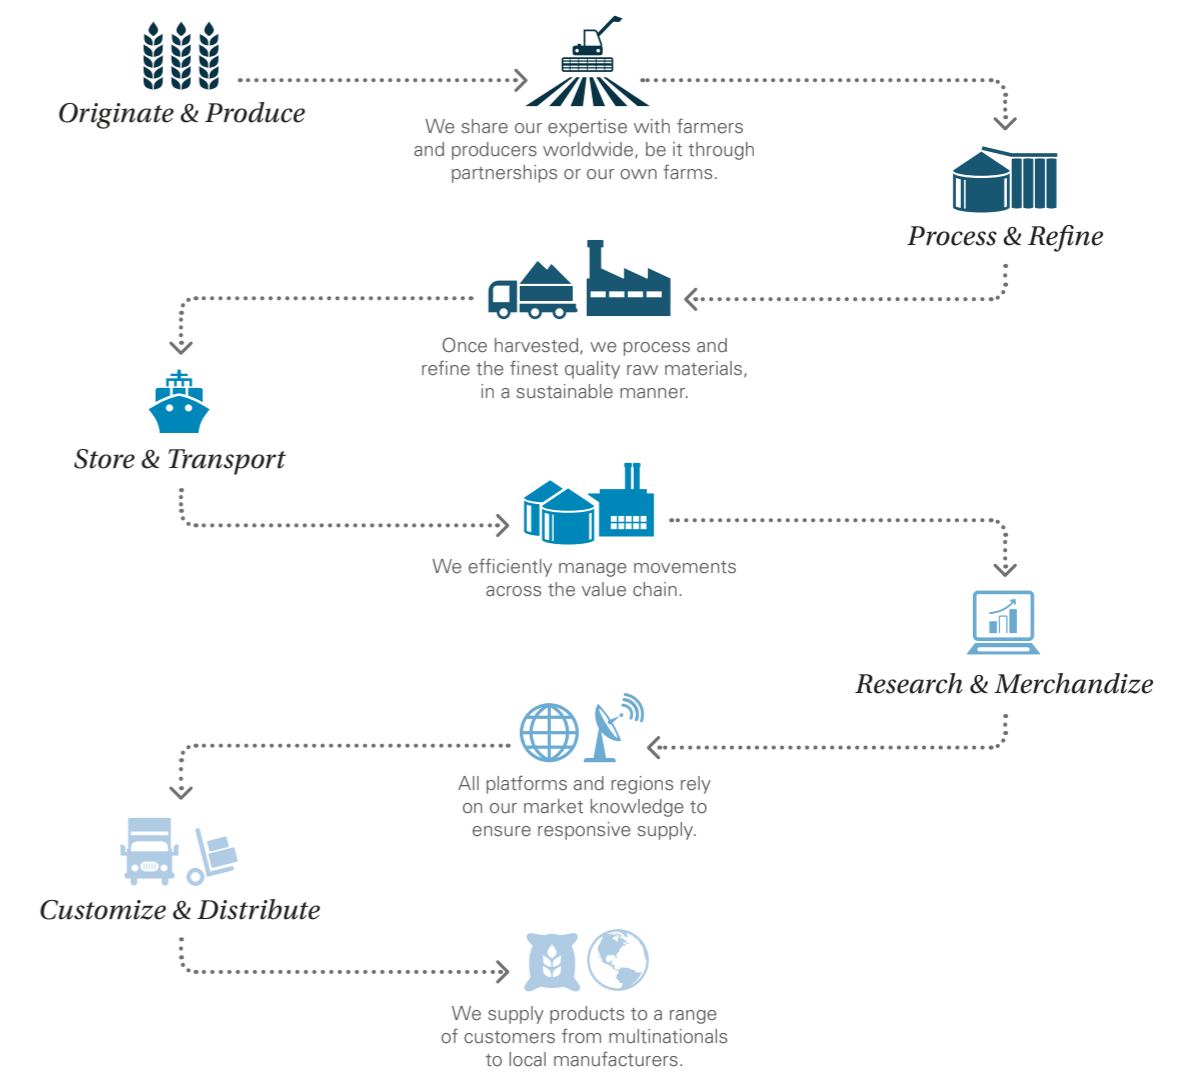 Originate & Produce
We share our expertise with farmers
and producers worldwide, be it through
partnerships or our own farms.
Process & Refine
Once harvested, we process and
refine the finest quality raw materials,
in a sustainable manner.
Store & Transport
We efficiently manage movements
across the value chain.
Research & Merchandize
All platforms and regions rely
on our market knowledge to
ensure responsive supply.
Customize & Distribute
We supply products to a range
of customers from multinationals
to local manufacturers.